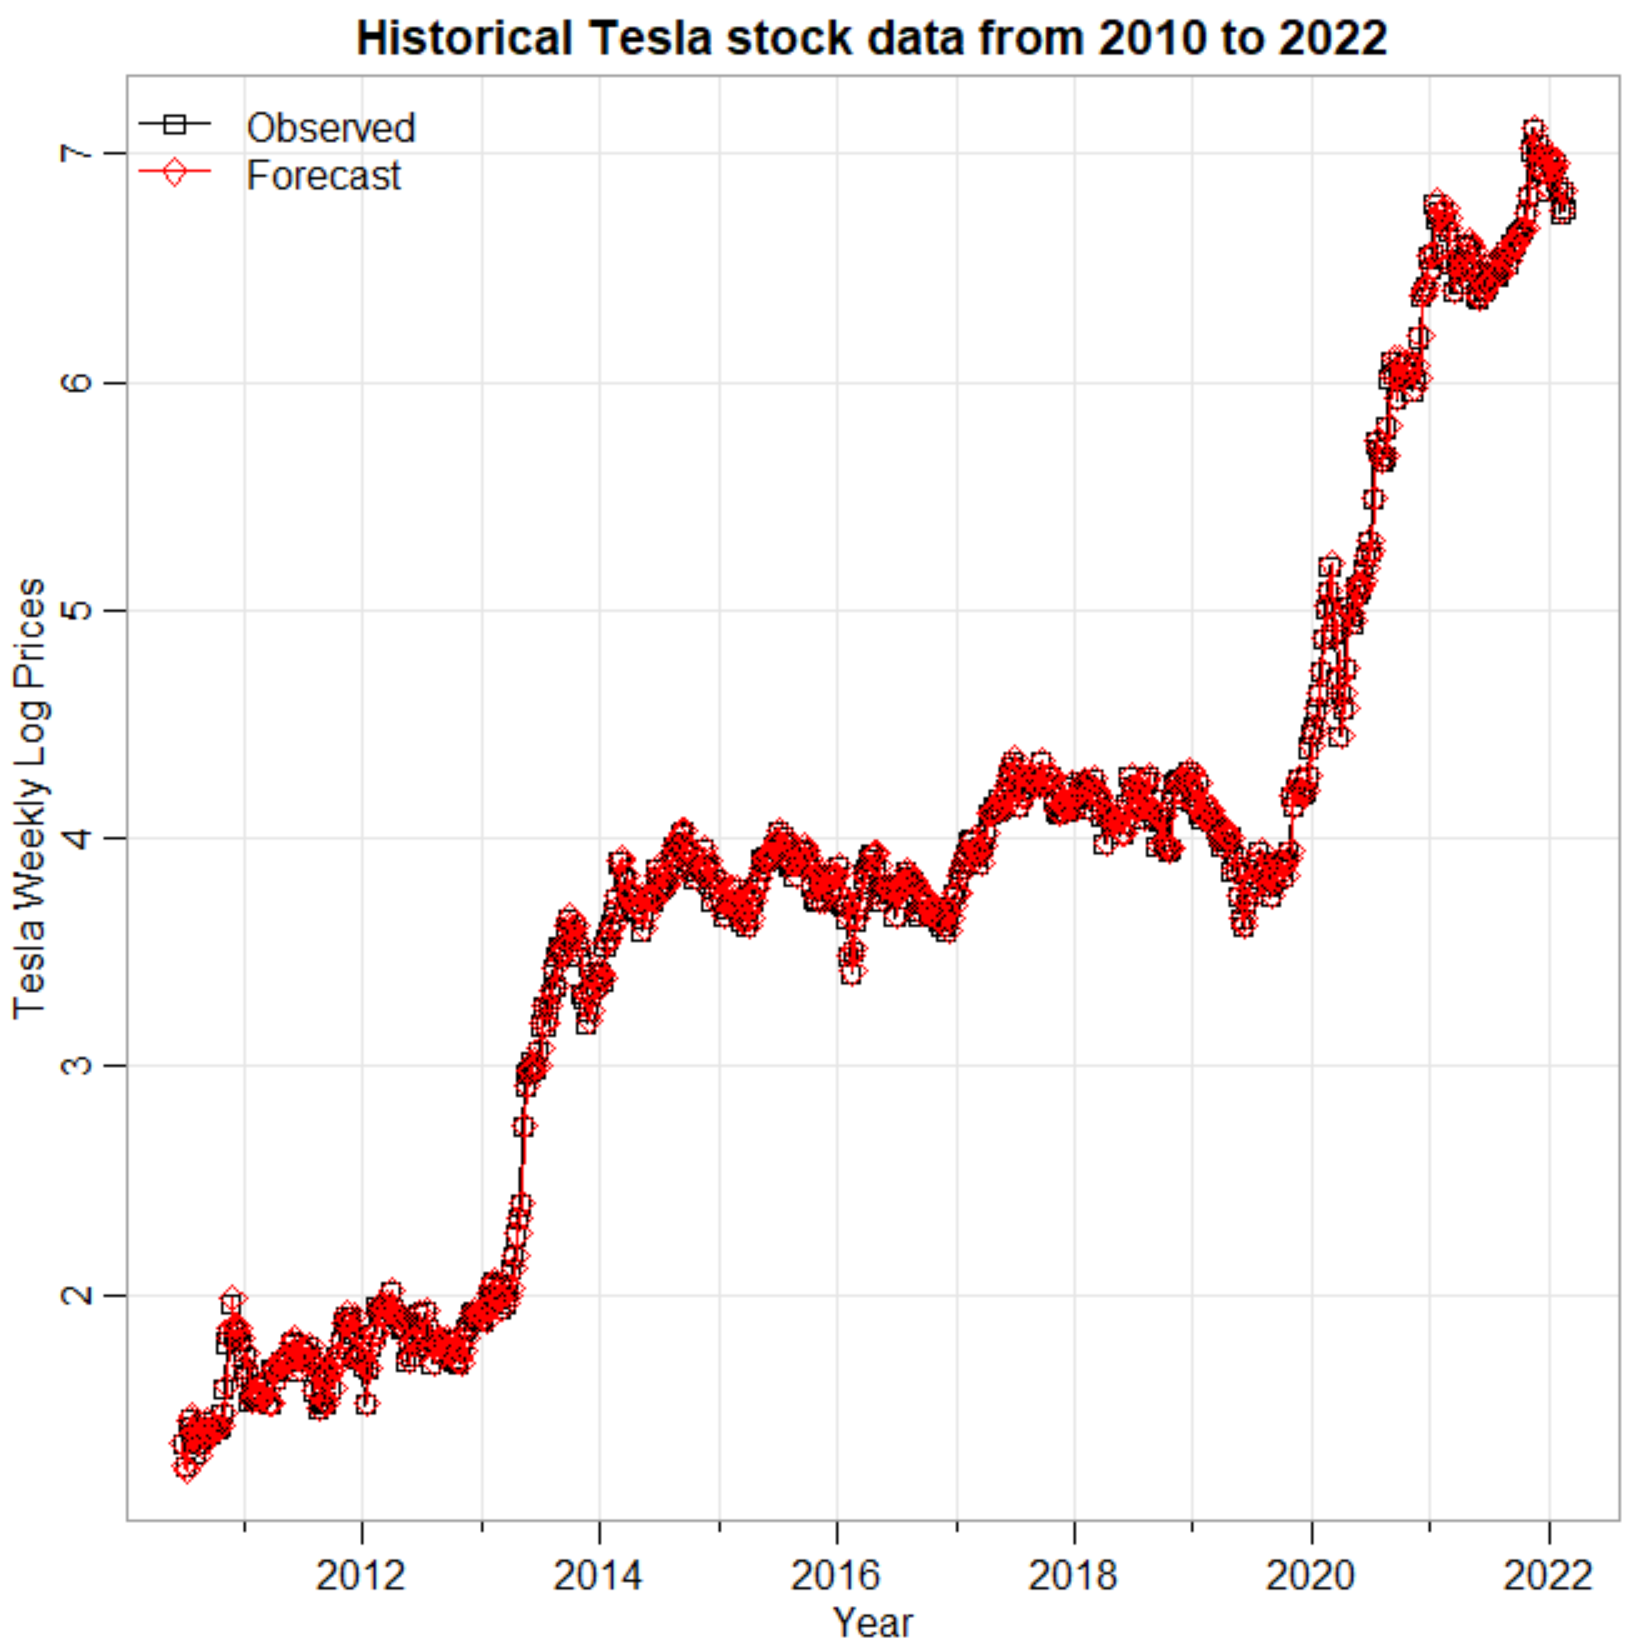 Historical Tesla stock data from 2010 to 2022
Observed
Forecast
Tesla Weekly Log Prices
7
6
5
4
3
2
2012 2014 2016 2018 2020 2022
Year